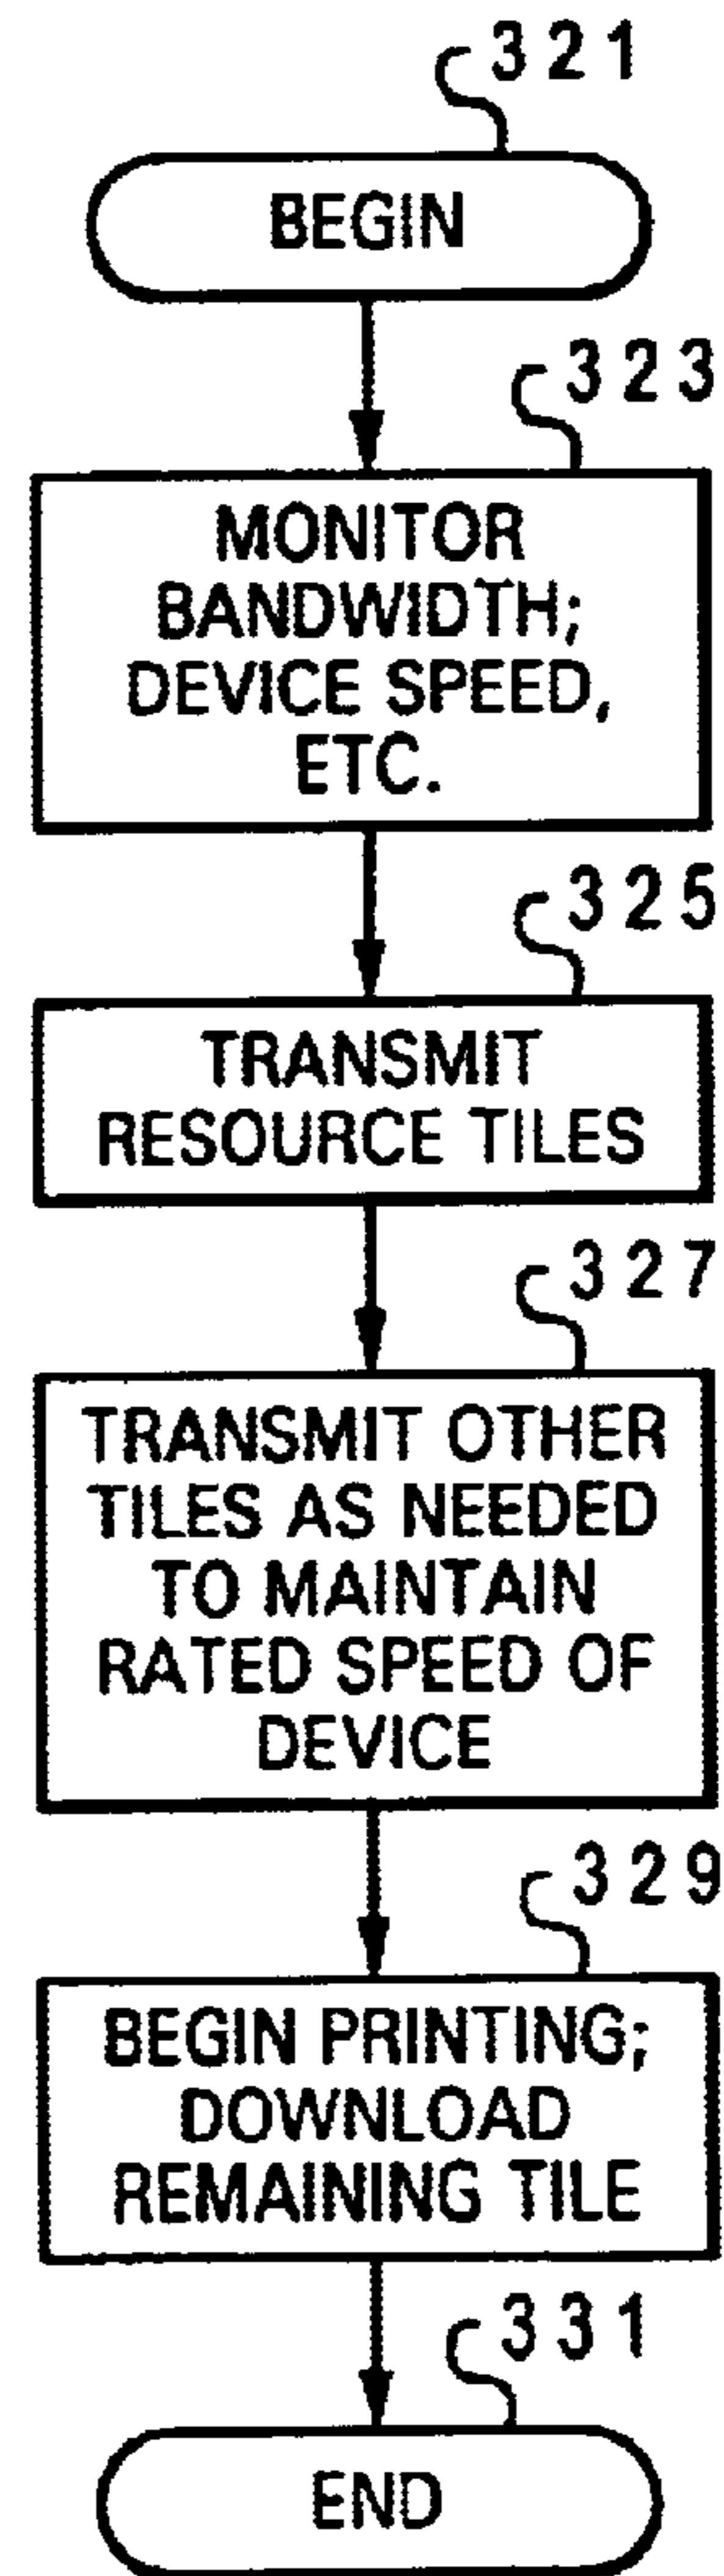 321
BEGIN
323
MONITOR
BANDWIDTH;
DEVICE SPEED,
ETC.
325
TRANSMIT
RESOURCE TILES
327
TRANSMIT OTHER
TILES AS NEEDED
TO MAINTAIN
RATED SPEED OF
DEVICE
329
BEGIN PRINTING;
DOWNLOAD
REMAINING TILE
331
END